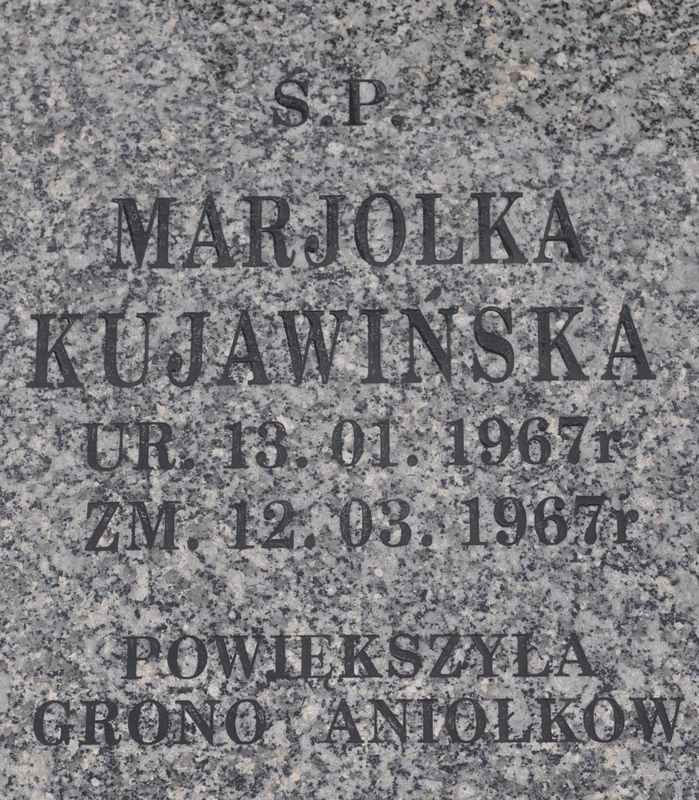 Ś.P.
MARJOLKA
KUJAWIŃSKA
UR. 13. 01. 1967r
ZM. 12. 03. 1967r
POWIĘKSZYŁA
GRONO ANIOŁKÓW